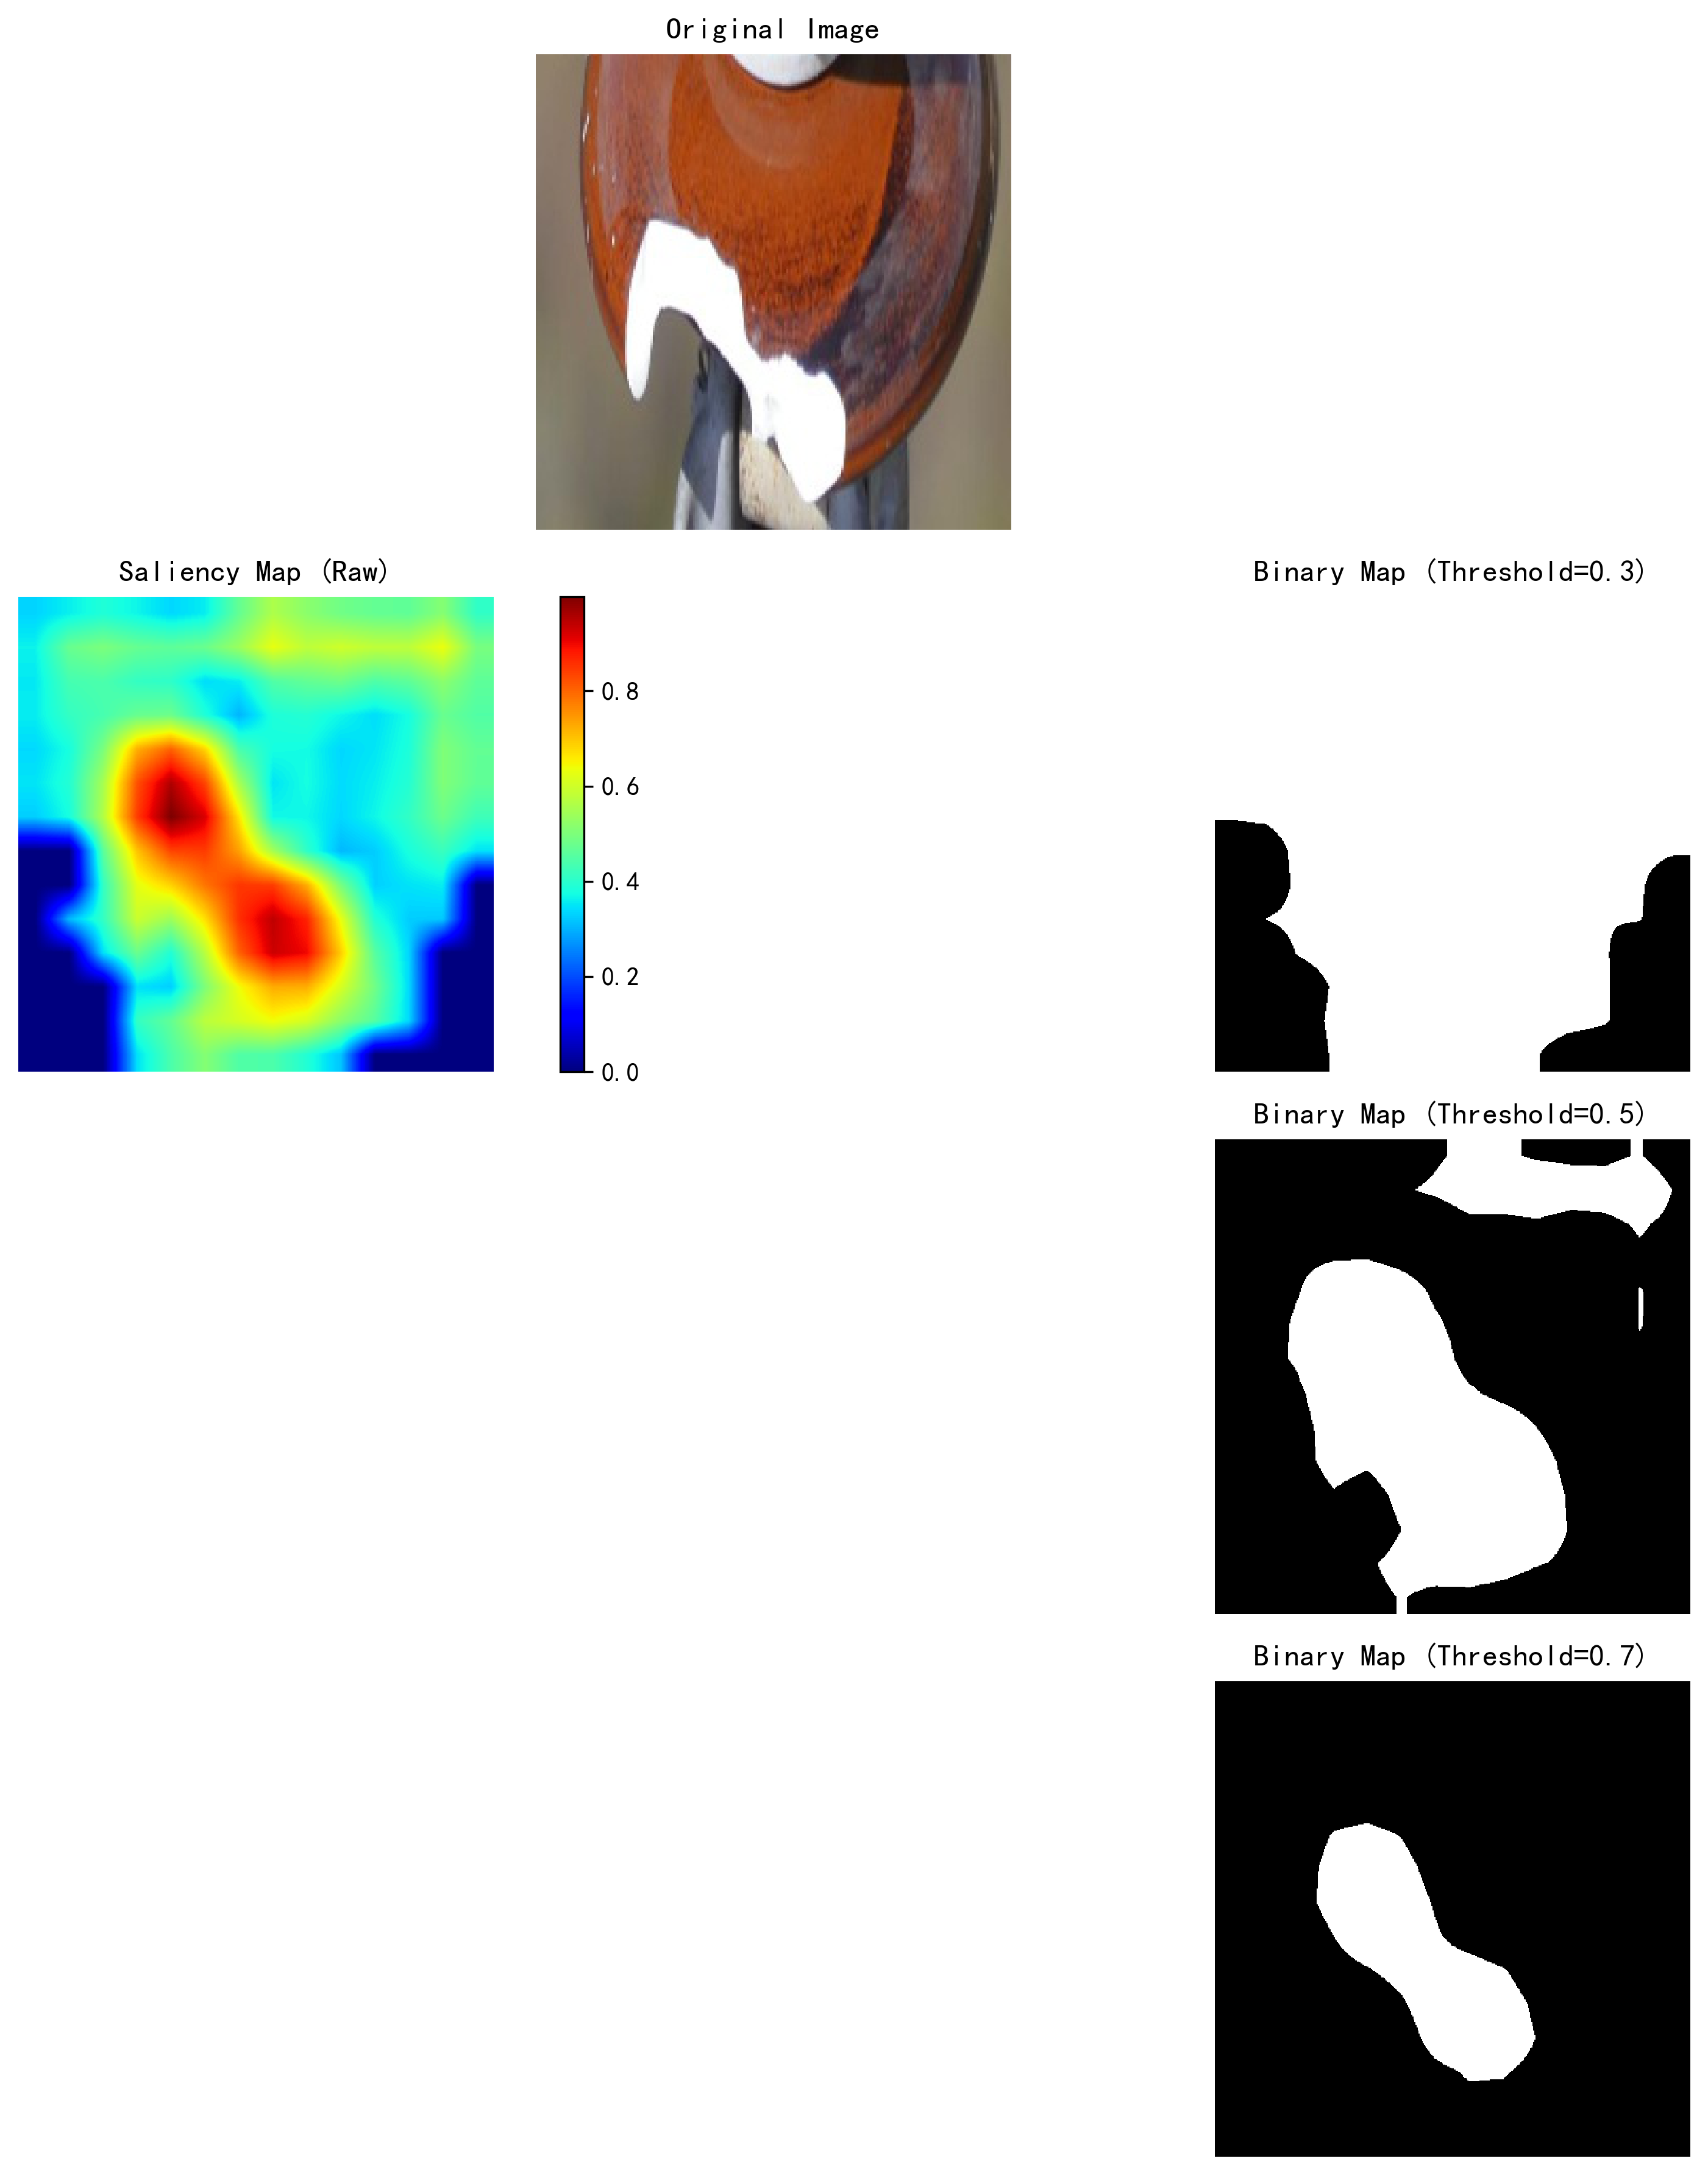 Original Image
Saliency Map (Raw)
Binary Map (Threshold=0.3)
0.8
0.6
0.4
0.2
0.0
Binary Map (Threshold=0.5)
Binary Map (Threshold=0.7)